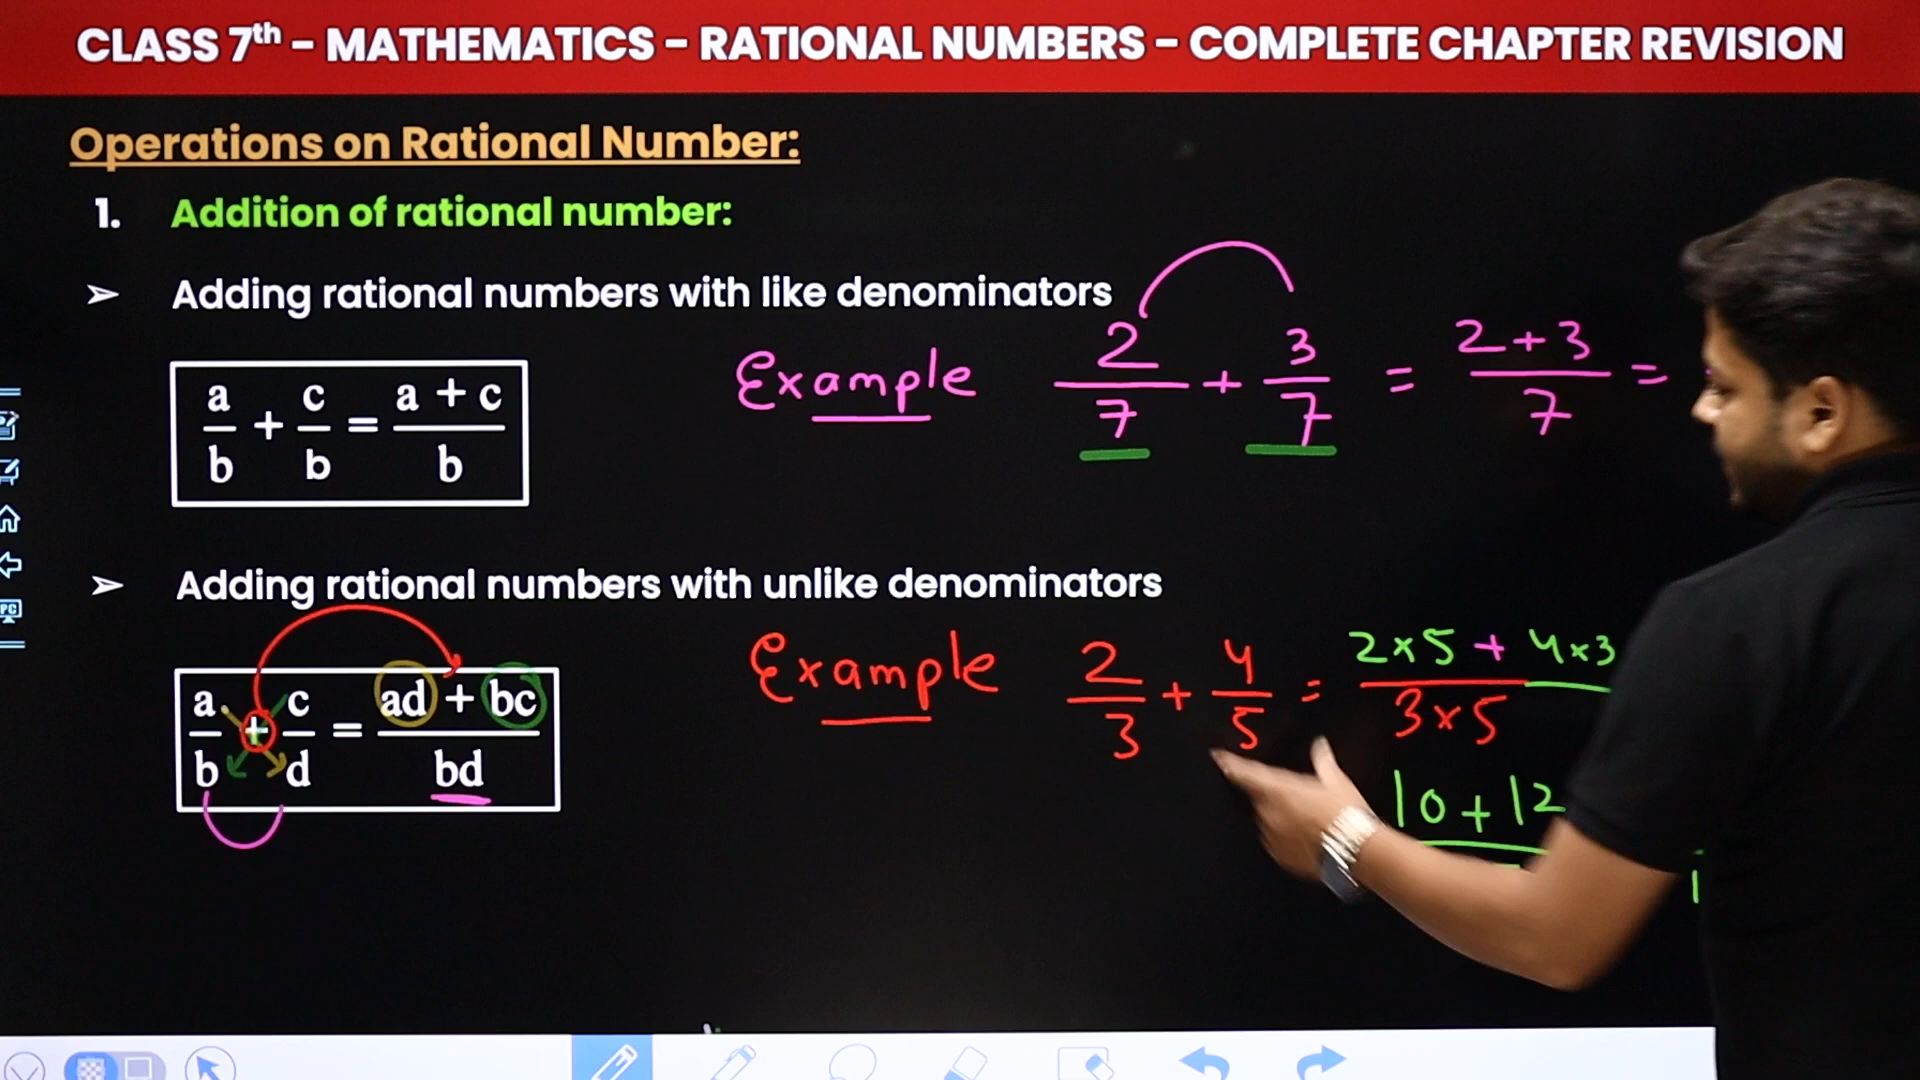 CLASS 7th – MATHEMATICS – RATIONAL NUMBERS – COMPLETE CHAPTER REVISION
Operations on Rational Number:
1. Addition of rational number:
➢ Adding rational numbers with like denominators
a/b + c/b = a + c/b
Example 2/7 + 3/7 = 2+3/7 =
➢ Adding rational numbers with unlike denominators
a/b + c/d = ad + bc/bd
Example 2/3 + 4/5 = 2×5 + 4×3/3×5
10+12
PC